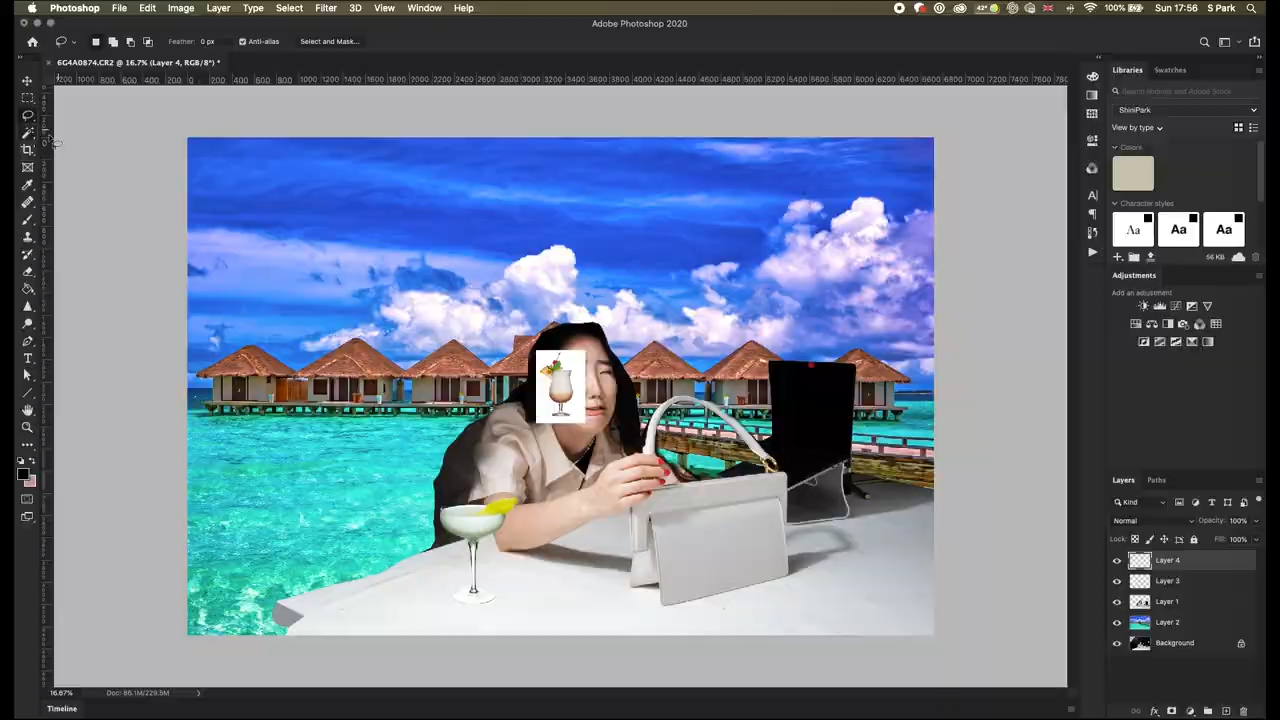 Photoshop File Edit Image Layer Type Select Filter 3D View Window Help 42° 100% Sun 17:56 S Park
Adobe Photoshop 2020
Feather: 0 px Anti-alias Select and Mask...
6G4A0874.CR2 @ 16.7% (Layer 4, RGB/8*) *
Libraries Swatches
ShiniPark
View by type
Colors
Character styles
Aa Aa Aa
56 KB
Adjustments
Add an adjustment
Layers Paths
Kind
Normal Opacity: 100%
Lock: Fill: 100%
Layer 4
Layer 3
Layer 1
Layer 2
Background
16.67% Doc: 86.1M/229.5M
Timeline